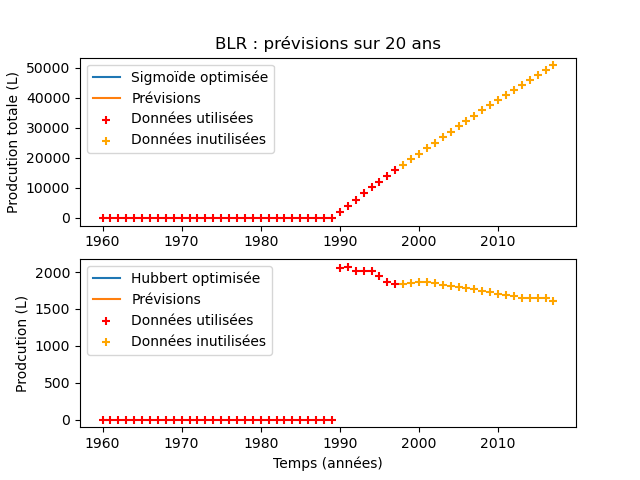 BLR : prévisions sur 20 ans
Prodcution totale (L)
50000
40000
30000
20000
10000
0
Sigmoïde optimisée
Prévisions
Données utilisées
Données inutilisées
1960 1970 1980 1990 2000 2010
Prodcution (L)
2000
1500
1000
500
0
Hubbert optimisée
Prévisions
Données utilisées
Données inutilisées
1960 1970 1980 1990 2000 2010
Temps (années)